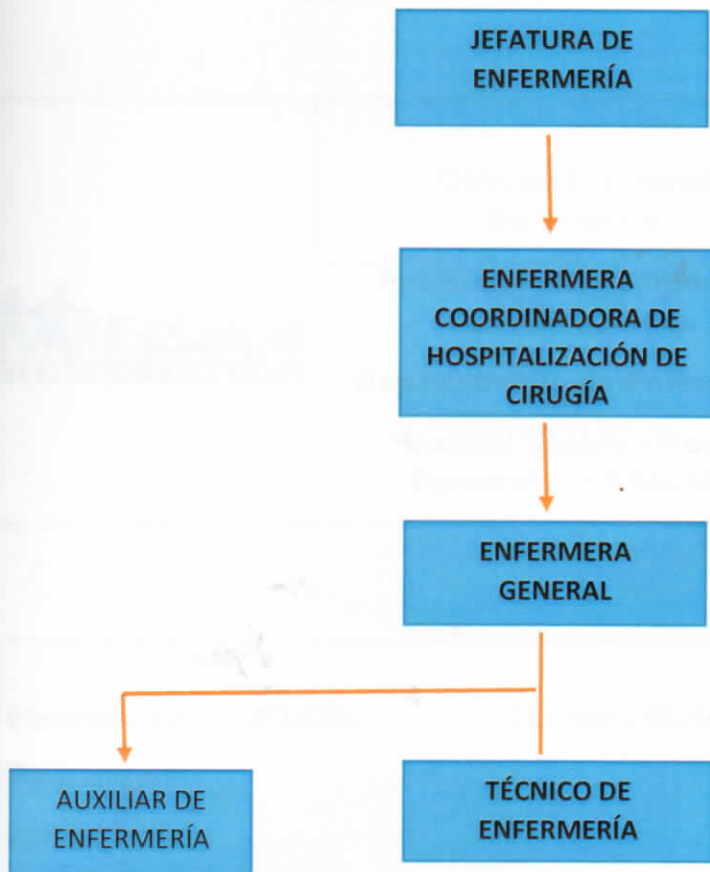 JEFATURA DE
ENFERMERÍA
ENFERMERA
COORDINADORA DE
HOSPITALIZACIÓN DE
CIRUGÍA
ENFERMERA
GENERAL
AUXILIAR DE
ENFERMERÍA
TÉCNICO DE
ENFERMERÍA